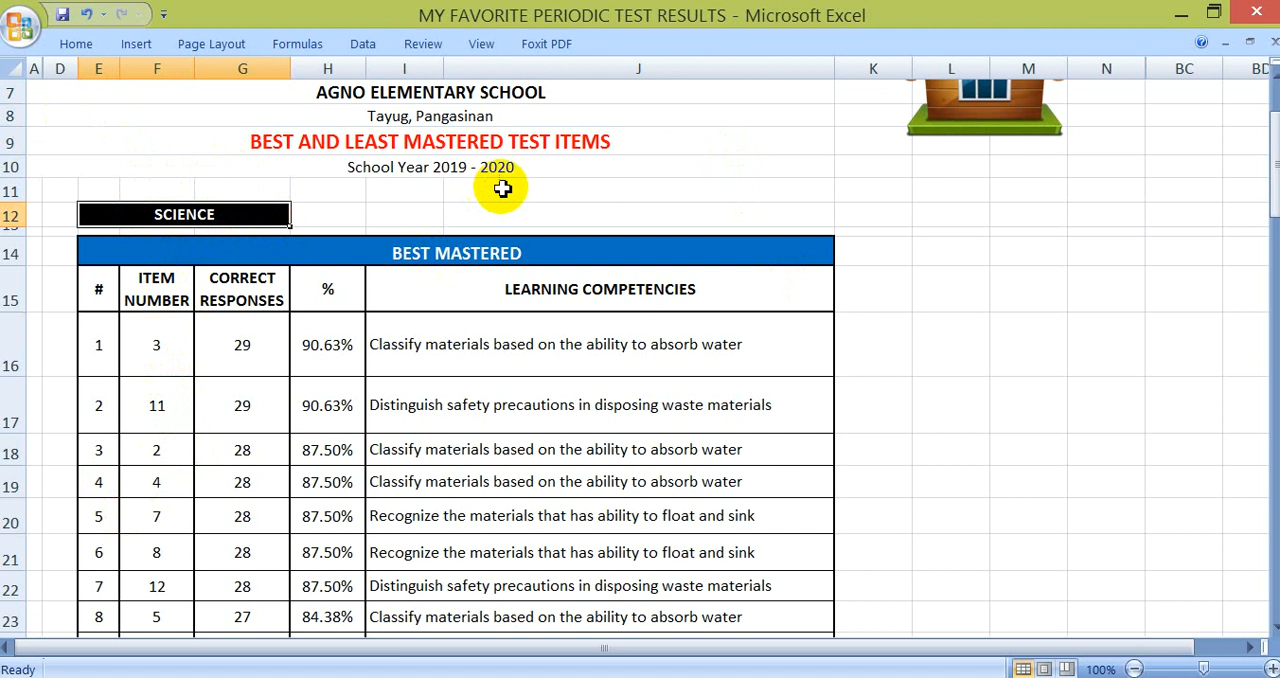 MY FAVORITE PERIODIC TEST RESULTS - Microsoft Excel
Home Insert Page Layout Formulas Data Review View Foxit PDF
A D E F G H I J K L M N BC BD
7 AGNO ELEMENTARY SCHOOL
8 Tayug, Pangasinan
9 BEST AND LEAST MASTERED TEST ITEMS
10 School Year 2019 - 2020
11
12 SCIENCE
14 BEST MASTERED
15 # ITEM NUMBER CORRECT RESPONSES % LEARNING COMPETENCIES
16 1 3 29 90.63% Classify materials based on the ability to absorb water
17 2 11 29 90.63% Distinguish safety precautions in disposing waste materials
18 3 2 28 87.50% Classify materials based on the ability to absorb water
19 4 4 28 87.50% Classify materials based on the ability to absorb water
20 5 7 28 87.50% Recognize the materials that has ability to float and sink
21 6 8 28 87.50% Recognize the materials that has ability to float and sink
22 7 12 28 87.50% Distinguish safety precautions in disposing waste materials
23 8 5 27 84.38% Classify materials based on the ability to absorb water
Ready 100%